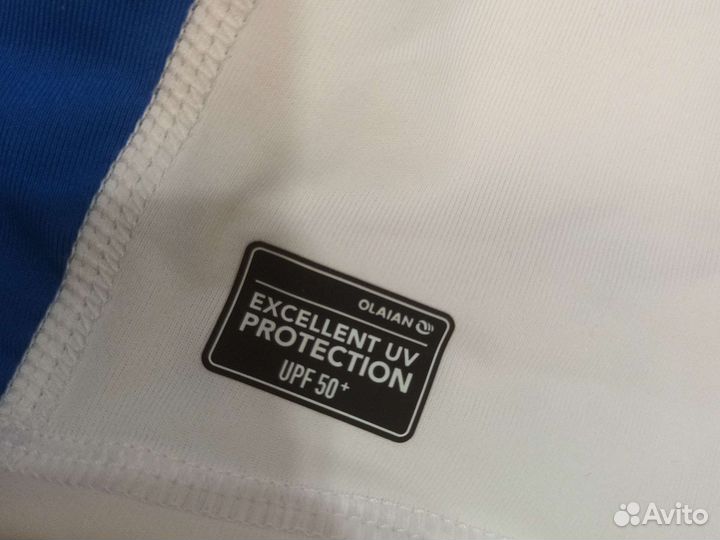 OLAIAN
EXCELLENT UV
PROTECTION
UPF 50+
Avito